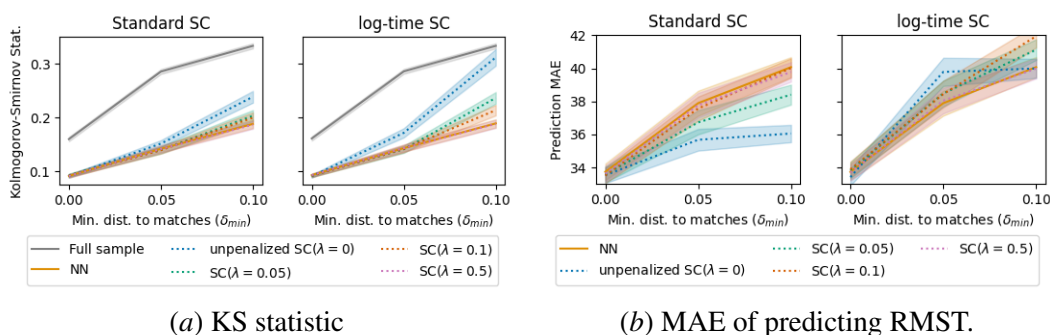 Standard SC
log-time SC
Kolmogorov-Smirnov Stat.
0.3
0.2
0.1
0.00 0.05 0.10
0.00 0.05 0.10
Min. dist. to matches (δmin)
Min. dist. to matches (δmin)
Full sample
NN
unpenalized SC(λ = 0)
SC(λ = 0.05)
SC(λ = 0.1)
SC(λ = 0.5)
(a) KS statistic
Standard SC
log-time SC
Prediction MAE
42
40
38
36
34
42
40
38
36
34
0.00 0.05 0.10
0.00 0.05 0.10
Min. dist. to matches (δmin)
Min. dist. to matches (δmin)
NN
unpenalized SC(λ = 0)
SC(λ = 0.05)
SC(λ = 0.1)
SC(λ = 0.5)
(b) MAE of predicting RMST.